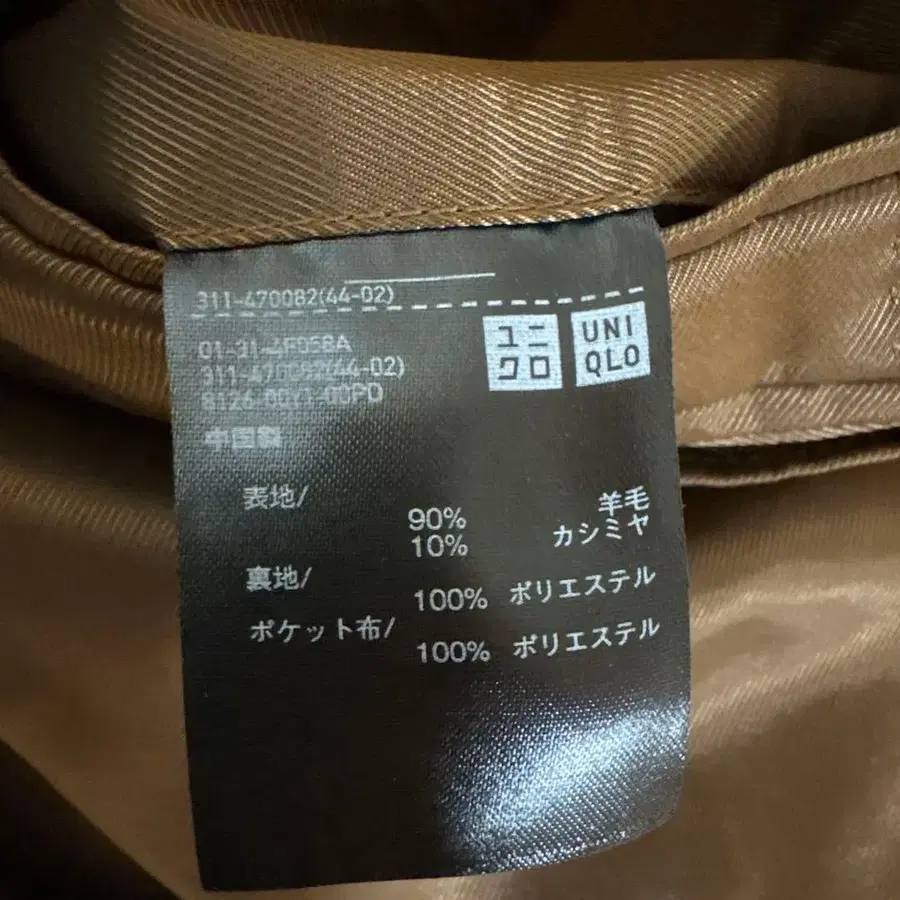 311-470082(44-02)
ユニ
クロ
UNI
QLO
01-31-4F058A
311-470082(44-02)
中国製
表地/
90% 羊毛
10% カシミヤ
裏地/
100% ポリエステル
ポケット布/
100% ポリエステル